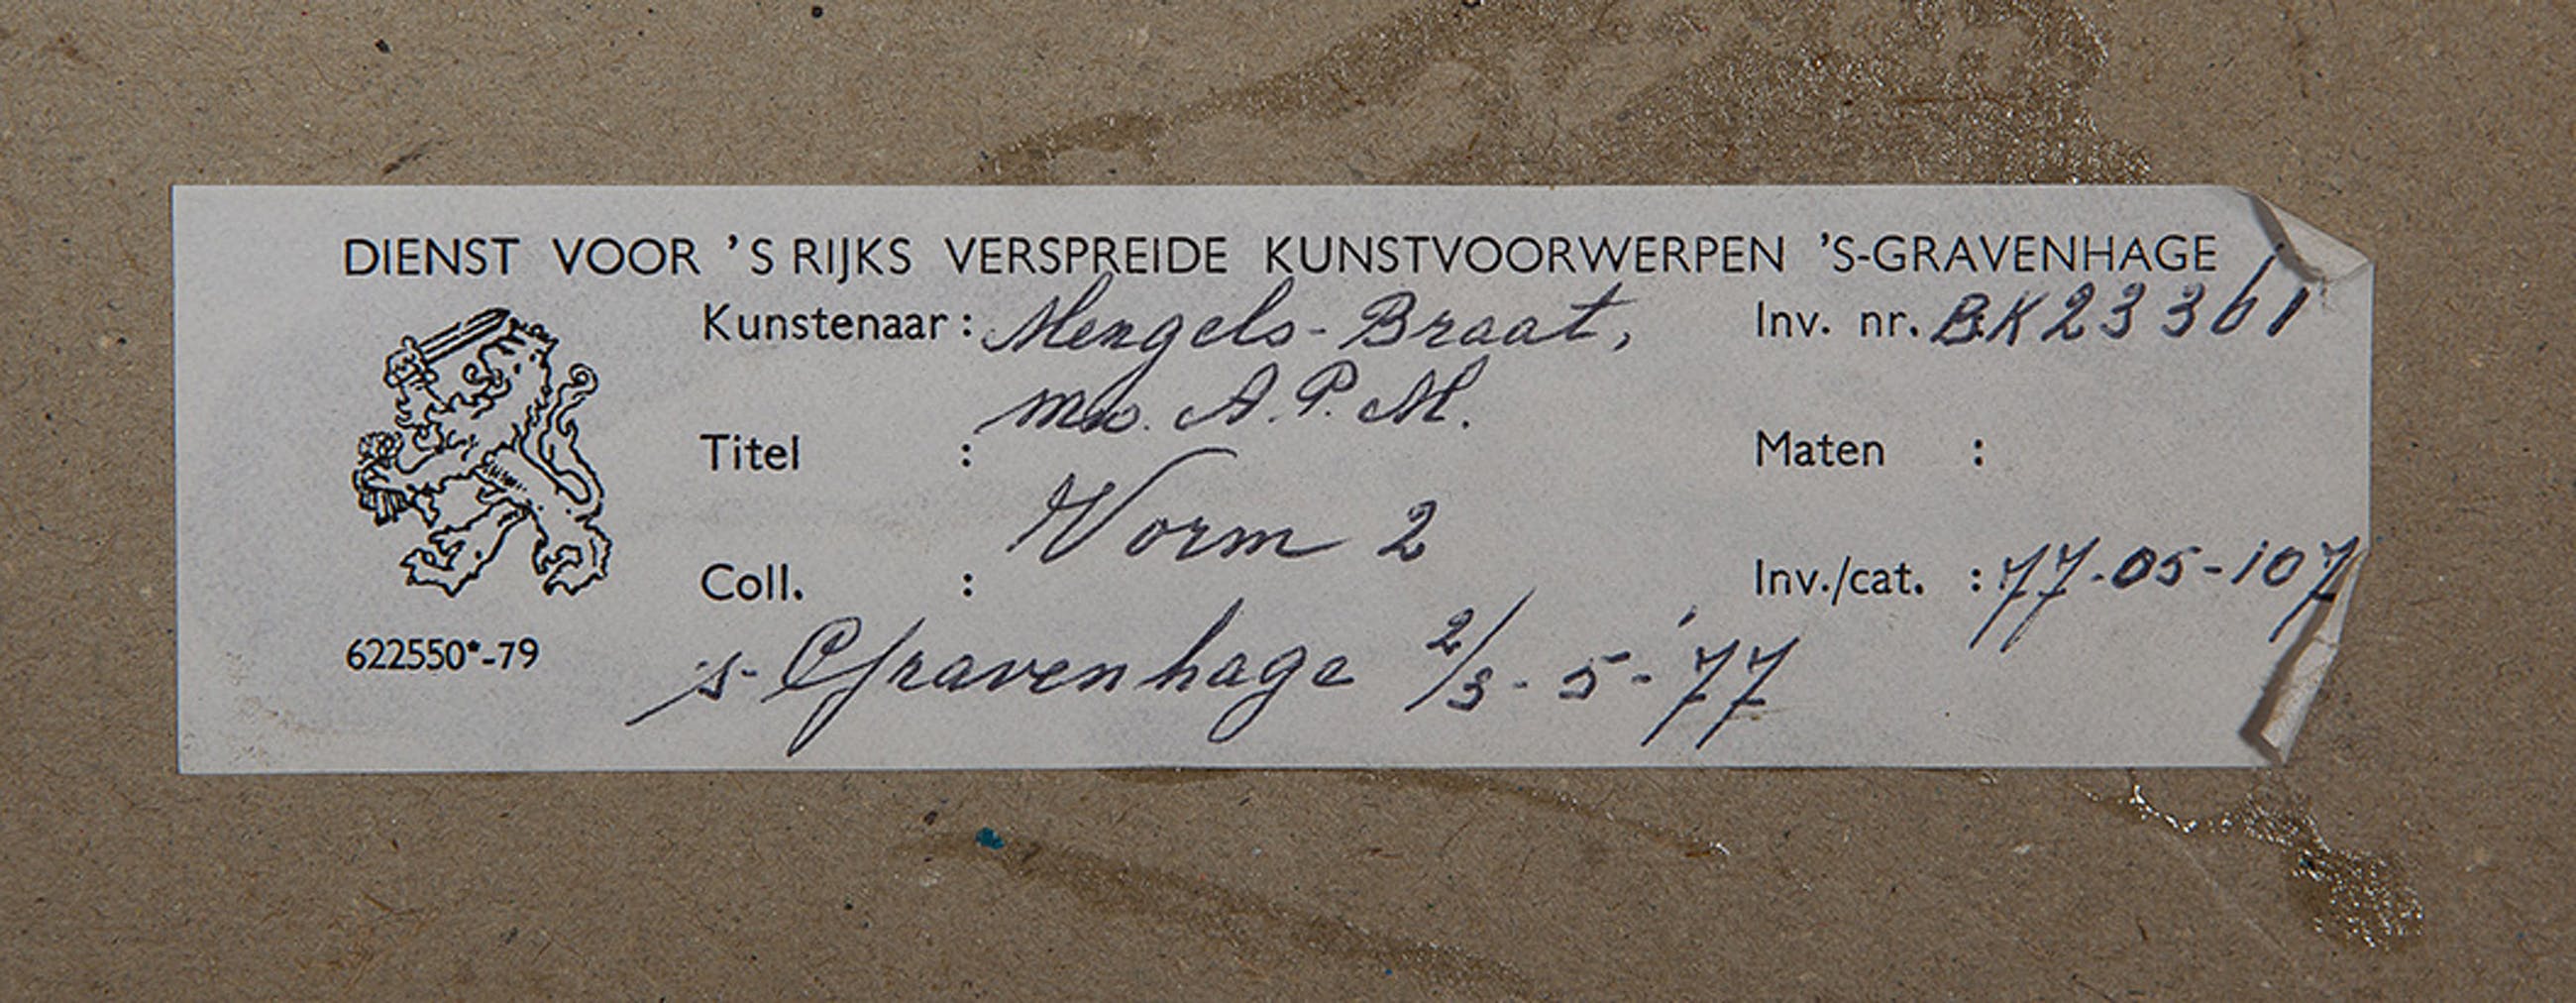 DIENST VOOR 'S RIJKS VERSPREIDE KUNSTVOORWERPEN 'S-GRAVENHAGE
Kunstenaar: Mengels-Braat, Inv. nr. BK23361
A.P.M.
Titel : Maten :
Vorm 2
Coll. : Inv./cat. : 77-05-107
's-Gravenhage 2/3-5-'77
622550*-79